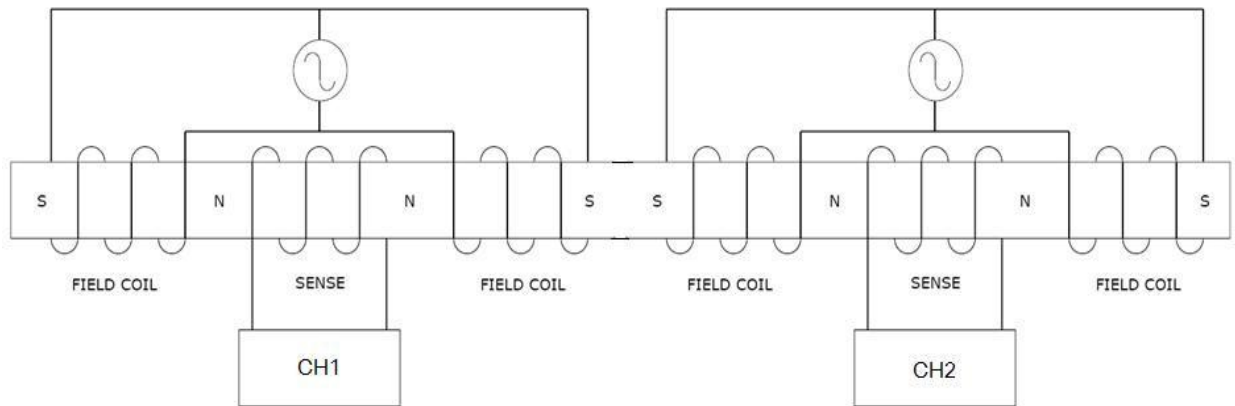 S N N S S N N S
FIELD COIL SENSE FIELD COIL FIELD COIL SENSE FIELD COIL
CH1 CH2